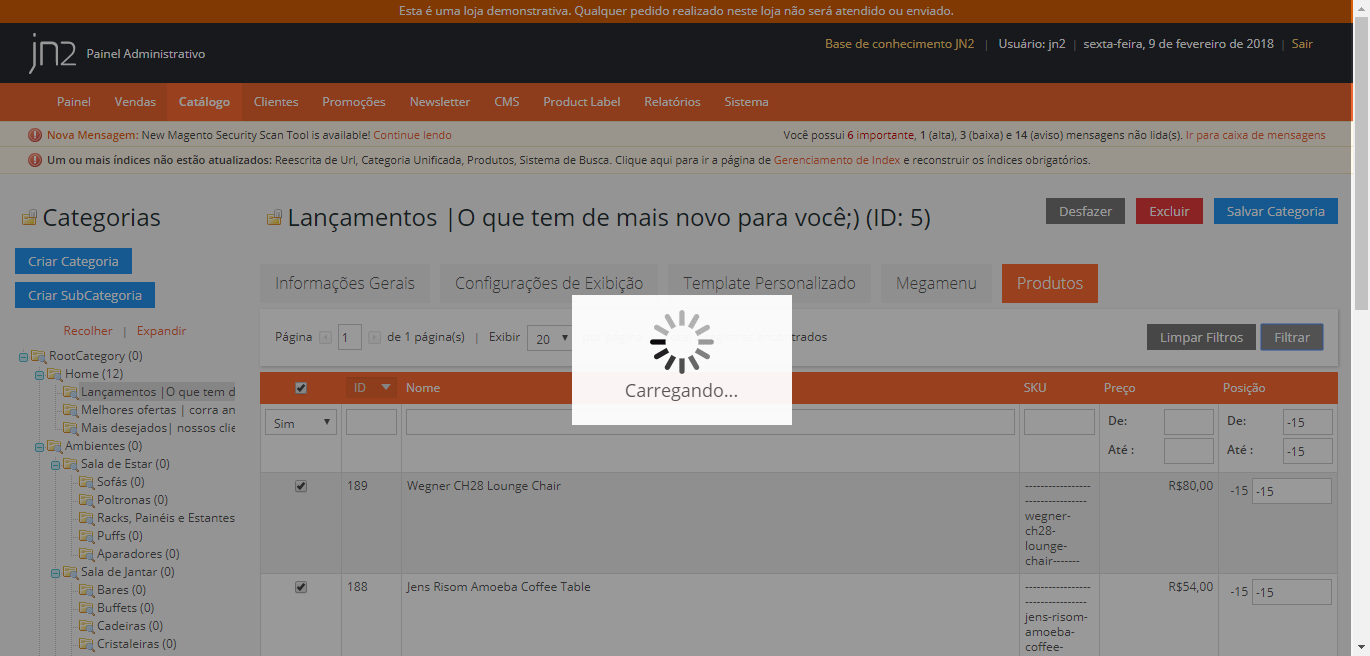 Esta é uma loja demonstrativa. Qualquer pedido realizado neste loja não será atendido ou enviado.
jn2 Painel Administrativo
Base de conhecimento JN2 | Usuário: jn2 | sexta-feira, 9 de fevereiro de 2018 | Sair
Painel Vendas Catálogo Clientes Promoções Newsletter CMS Product Label Relatórios Sistema
Nova Mensagem: New Magento Security Scan Tool is available! Continue lendo
Você possui 6 importante, 1 (alta), 3 (baixa) e 14 (aviso) mensagens não lida(s). Ir para caixa de mensagens
Um ou mais índices não estão atualizados: Reescrita de Url, Categoria Unificada, Produtos, Sistema de Busca. Clique aqui para ir a página de Gerenciamento de Index e reconstruir os índices obrigatórios.
Categorias
Criar Categoria
Criar SubCategoria
Recolher | Expandir
RootCategory (0)
Home (12)
Lançamentos |O que tem d
Melhores ofertas | corra an
Mais desejados| nossos clie
Ambientes (0)
Sala de Estar (0)
Sofás (0)
Poltronas (0)
Racks, Painéis e Estantes
Puffs (0)
Aparadores (0)
Sala de Jantar (0)
Bares (0)
Buffets (0)
Cadeiras (0)
Cristaleiras (0)
Lançamentos |O que tem de mais novo para você;) (ID: 5)
Desfazer Excluir Salvar Categoria
Informações Gerais Configurações de Exibição Template Personalizado Megamenu Produtos
Página 1 de 1 página(s) | Exibir 20
Limpar Filtros Filtrar
Carregando...
ID Nome SKU Preço Posição
Sim De: De: -15
Até : Até : -15
189 Wegner CH28 Lounge Chair R$80,00 -15 -15
------------------
-----------------
wegner-
ch28-
lounge-
chair-------
188 Jens Risom Amoeba Coffee Table R$54,00 -15 -15
------------------
-----------------
jens-risom-
amoeba-
coffee-